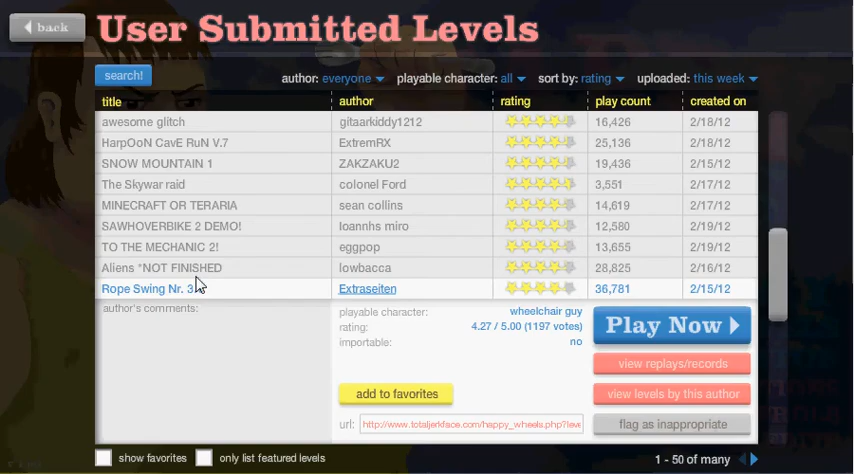 back
User Submitted Levels
search!
author: everyone playable character: all sort by: rating uploaded: this week
title author rating play count created on
awesome glitch gitaarkiddy1212 16,426 2/18/12
HarpOoN CavE RuN V.7 ExtremRX 25,136 2/18/12
SNOW MOUNTAIN 1 ZAKZAKU2 19,436 2/15/12
The Skywar raid colonel Ford 3,551 2/17/12
MINECRAFT OR TERARIA sean collins 14,619 2/17/12
SAWHOVERBIKE 2 DEMO! Ioannhs miro 12,580 2/19/12
TO THE MECHANIC 2! eggpop 13,655 2/19/12
Aliens *NOT FINISHED lowbacca 28,825 2/16/12
Rope Swing Nr. 3 Extraseiten 36,781 2/15/12
author's comments:
playable character: wheelchair guy
rating: 4.27 / 5.00 (1197 votes)
importable: no
Play Now
view replays/records
add to favorites
view levels by this author
url: http://www.totaljerkface.com/happy_wheels.php?leve
flag as inappropriate
show favorites only list featured levels
1 - 50 of many